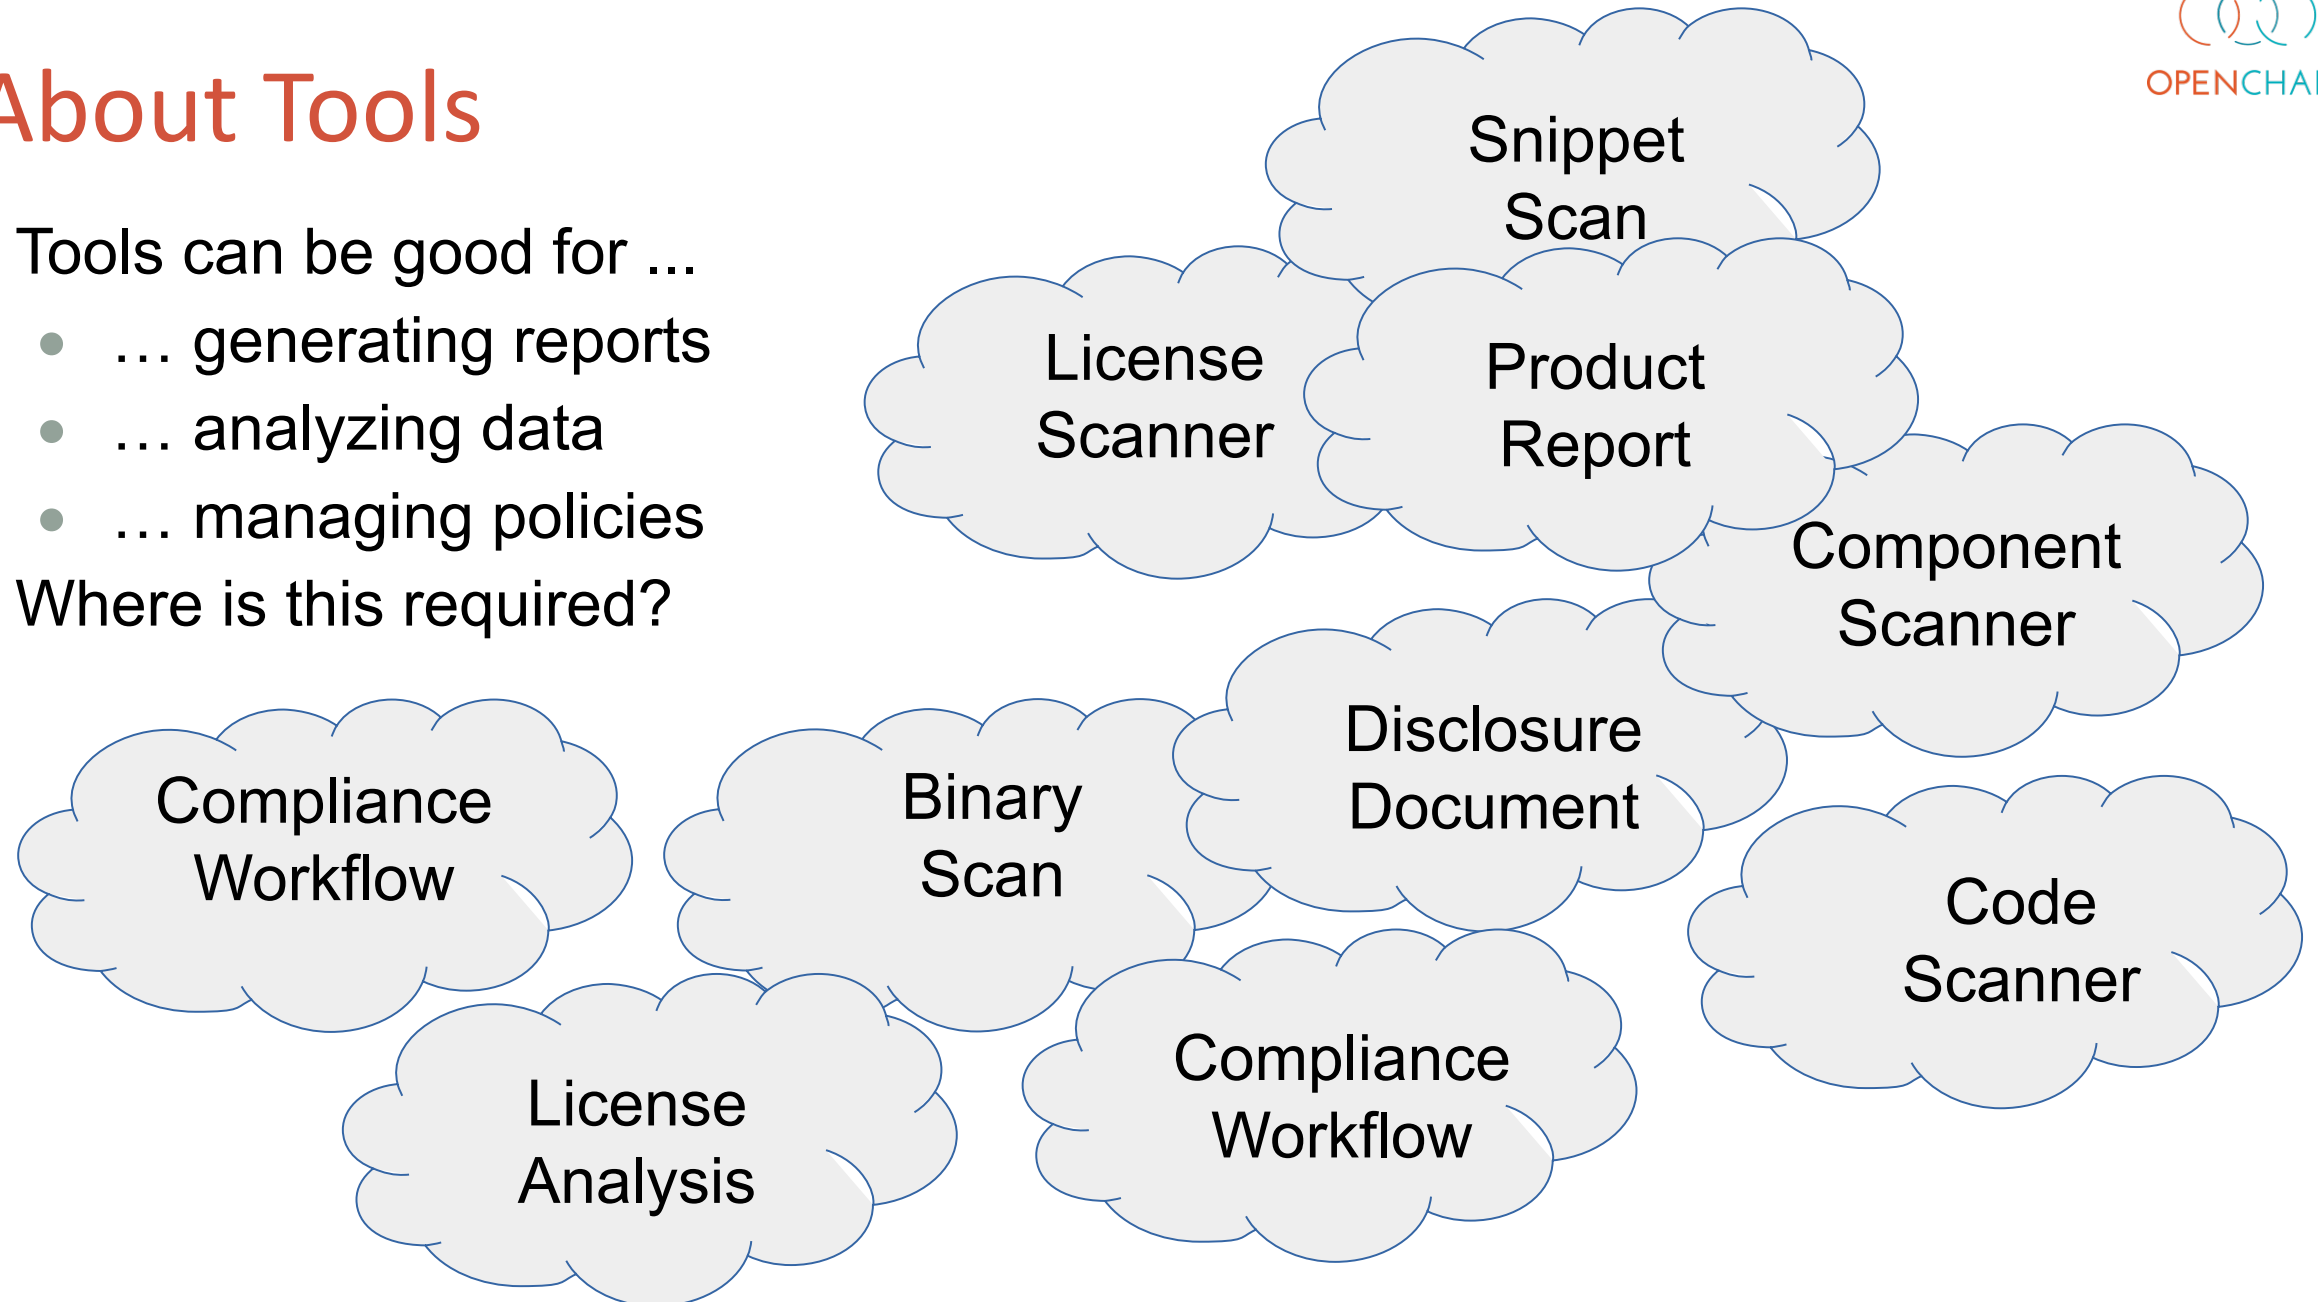 About Tools
OPENCHAI
Tools can be good for ...
… generating reports
… analyzing data
… managing policies
Where is this required?
Snippet
Scan
License
Scanner
Product
Report
Component
Scanner
Disclosure
Document
Compliance
Workflow
Binary
Scan
Code
Scanner
License
Analysis
Compliance
Workflow